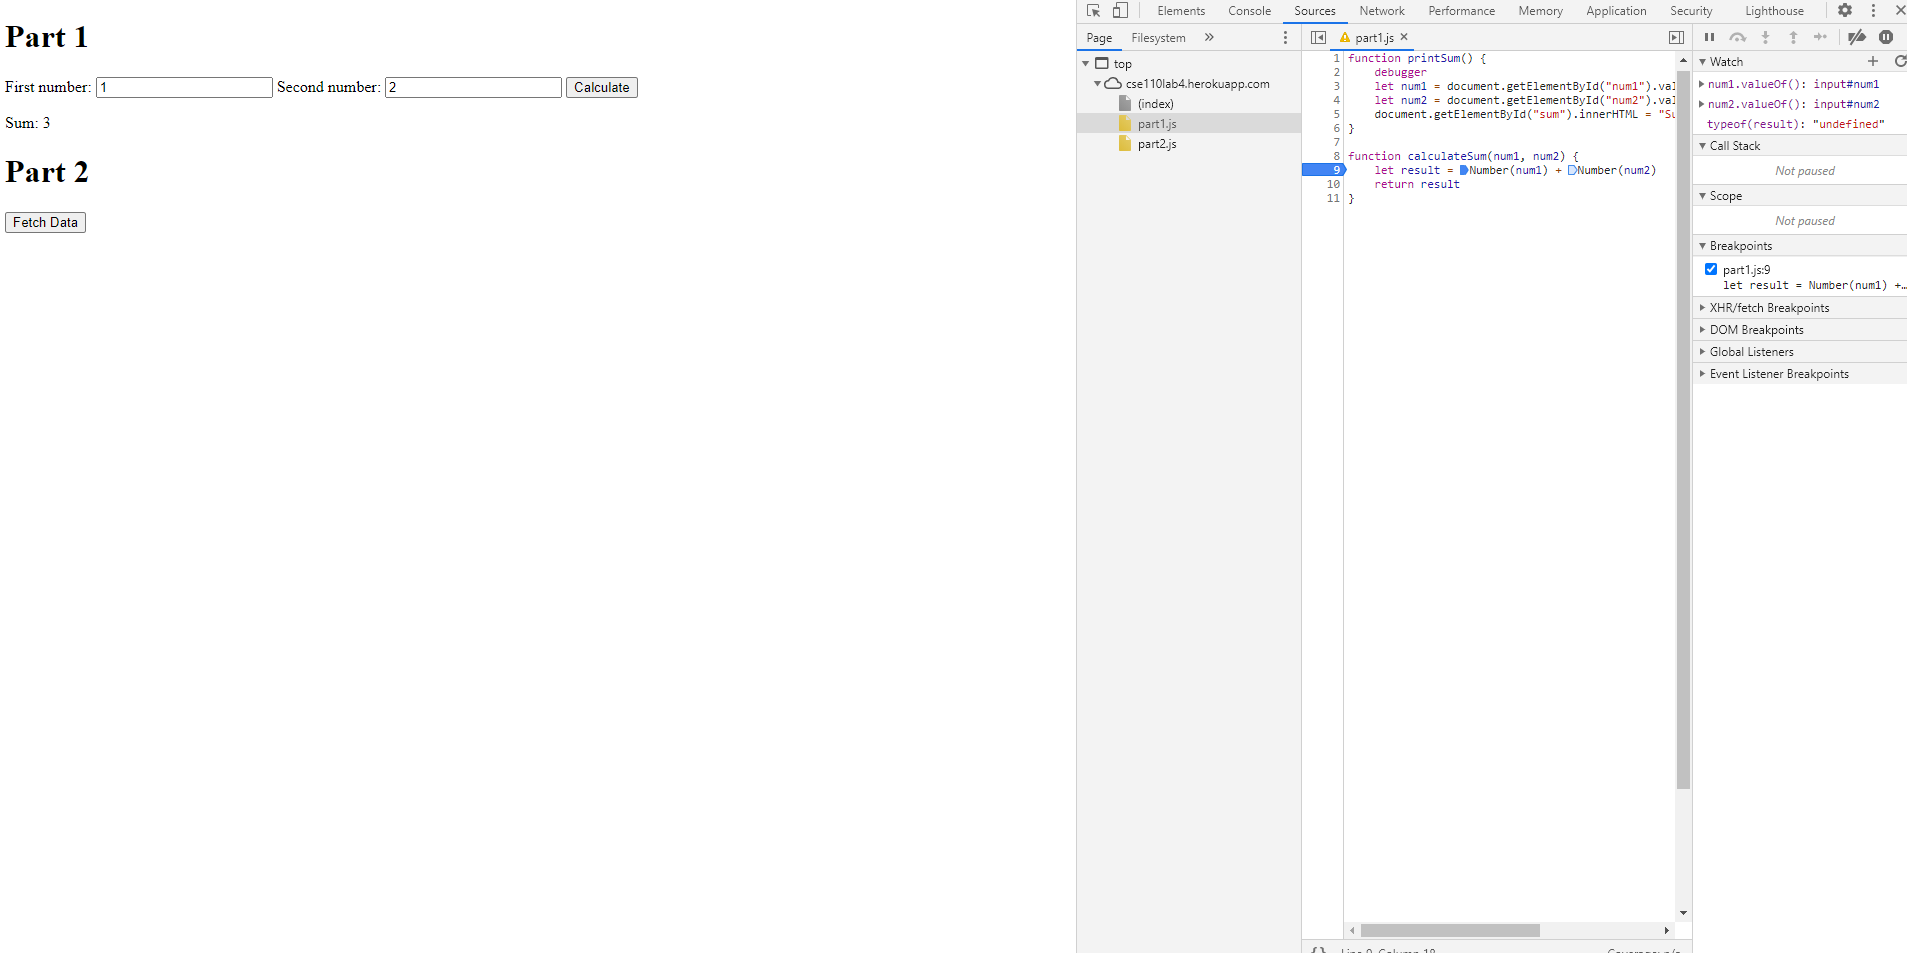 Part 1
First number: 1 Second number: 2 Calculate
Sum: 3
Part 2
Fetch Data
Elements Console Sources Network Performance Memory Application Security Lighthouse
Page Filesystem
top
cse110lab4.herokuapp.com
(index)
part1.js
part2.js
part1.js
1 function printSum() {
2 debugger
3 let num1 = document.getElementById("num1").val
4 let num2 = document.getElementById("num2").val
5 document.getElementById("sum").innerHTML = "Su
6 }
7
8 function calculateSum(num1, num2) {
9 let result = Number(num1) + Number(num2)
10 return result
11 }
Watch
num1.valueOf(): input#num1
num2.valueOf(): input#num2
typeof(result): "undefined"
Call Stack
Not paused
Scope
Not paused
Breakpoints
part1.js:9
let result = Number(num1) +…
XHR/fetch Breakpoints
DOM Breakpoints
Global Listeners
Event Listener Breakpoints
{} Line 9, Column 18 Coverage: n/a